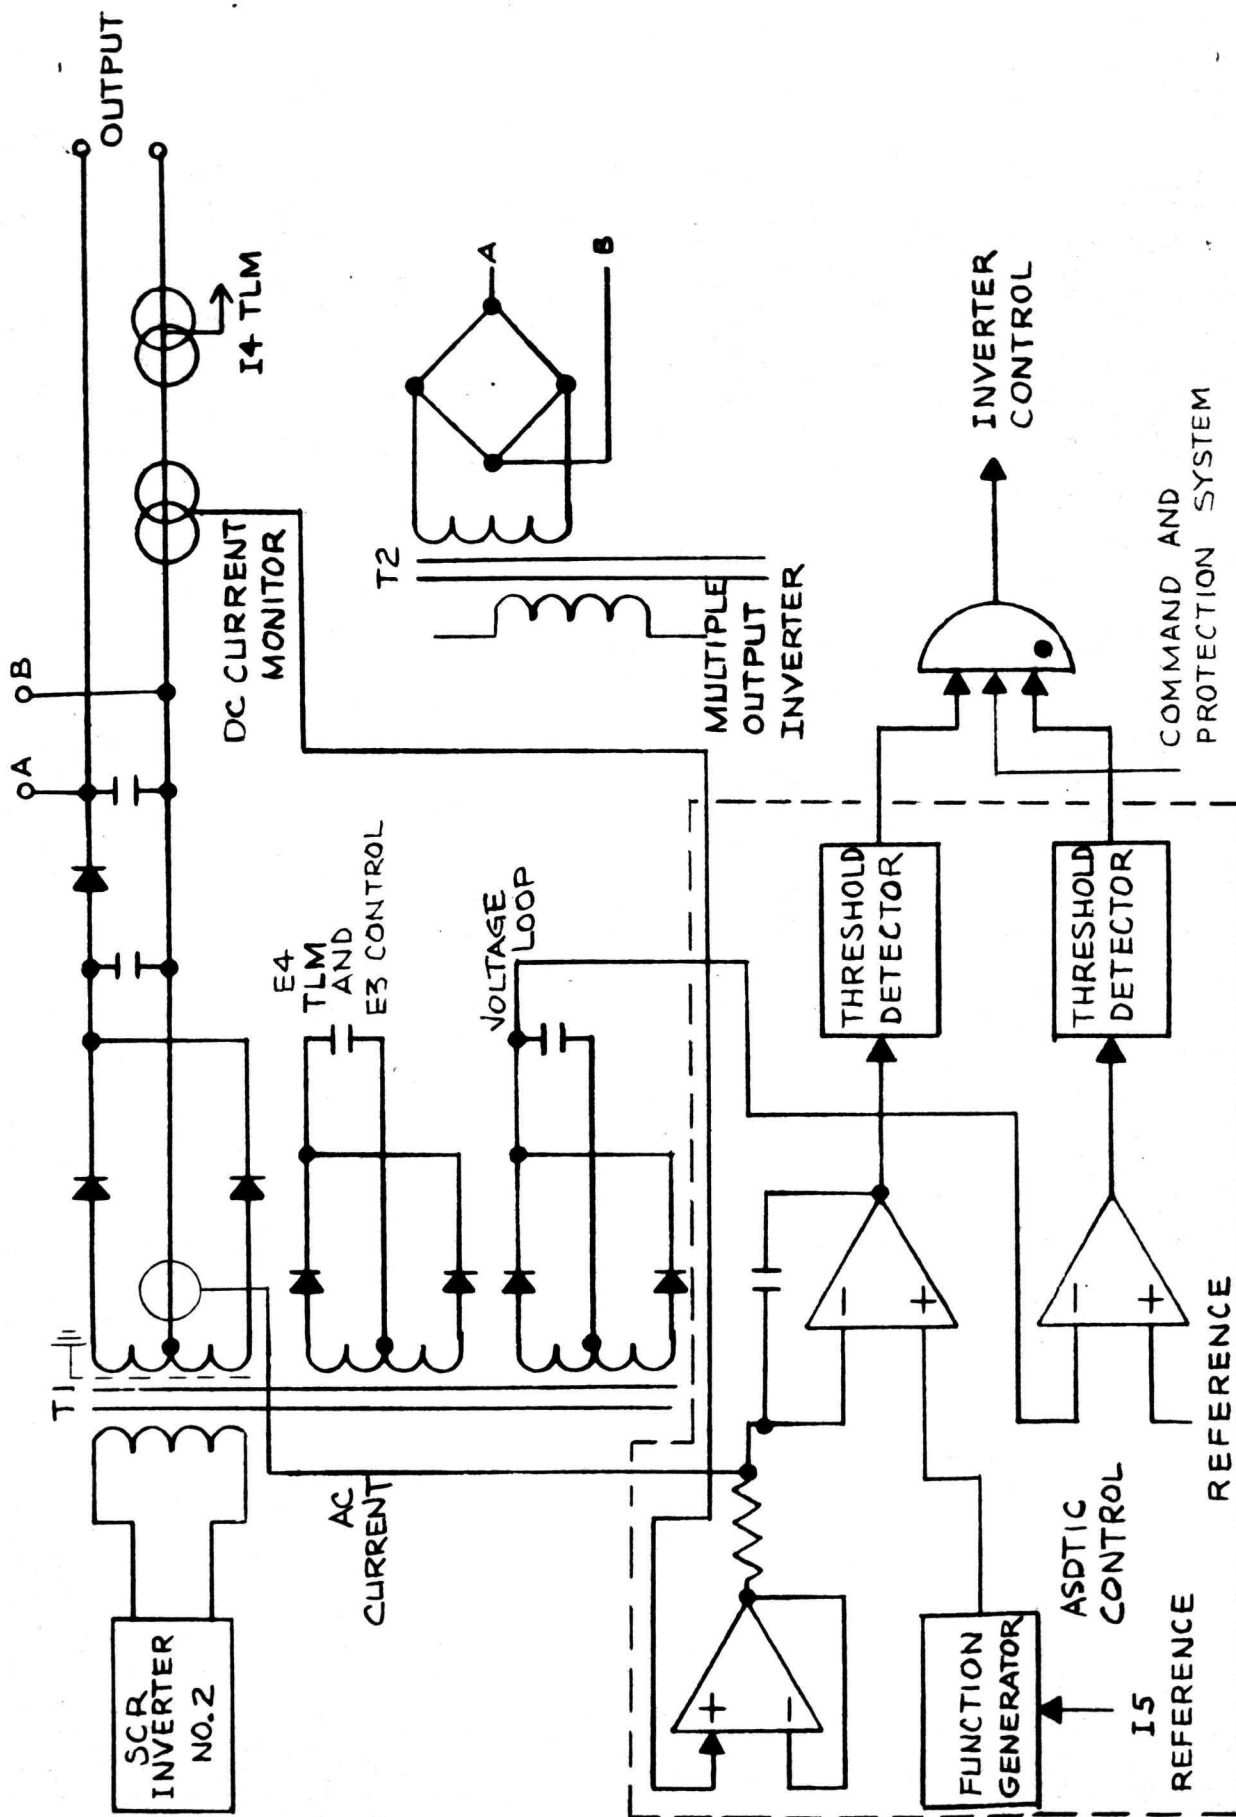 OUTPUT
I4 TLM
A
B
DC CURRENT
MONITOR
A
B
T2
MULTIPLE
OUTPUT
INVERTER
INVERTER
CONTROL
COMMAND AND
PROTECTION SYSTEM
E4
TLM
AND
E3 CONTROL
VOLTAGE
LOOP
THRESHOLD
DETECTOR
THRESHOLD
DETECTOR
T1
SCR
INVERTER
NO.2
AC
CURRENT
+
−
−
+
−
+
FUNCTION
GENERATOR
ASDTIC
CONTROL
I5
REFERENCE
REFERENCE